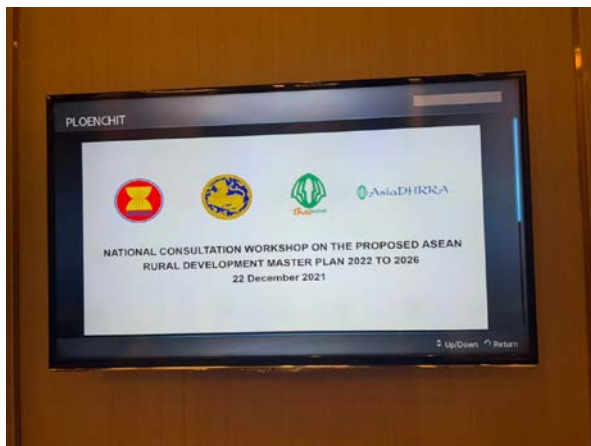 PLOENCHIT
AsiaDHRRA
NATIONAL CONSULTATION WORKSHOP ON THE PROPOSED ASEAN
RURAL DEVELOPMENT MASTER PLAN 2022 TO 2026
22 December 2021
Up/Down Return